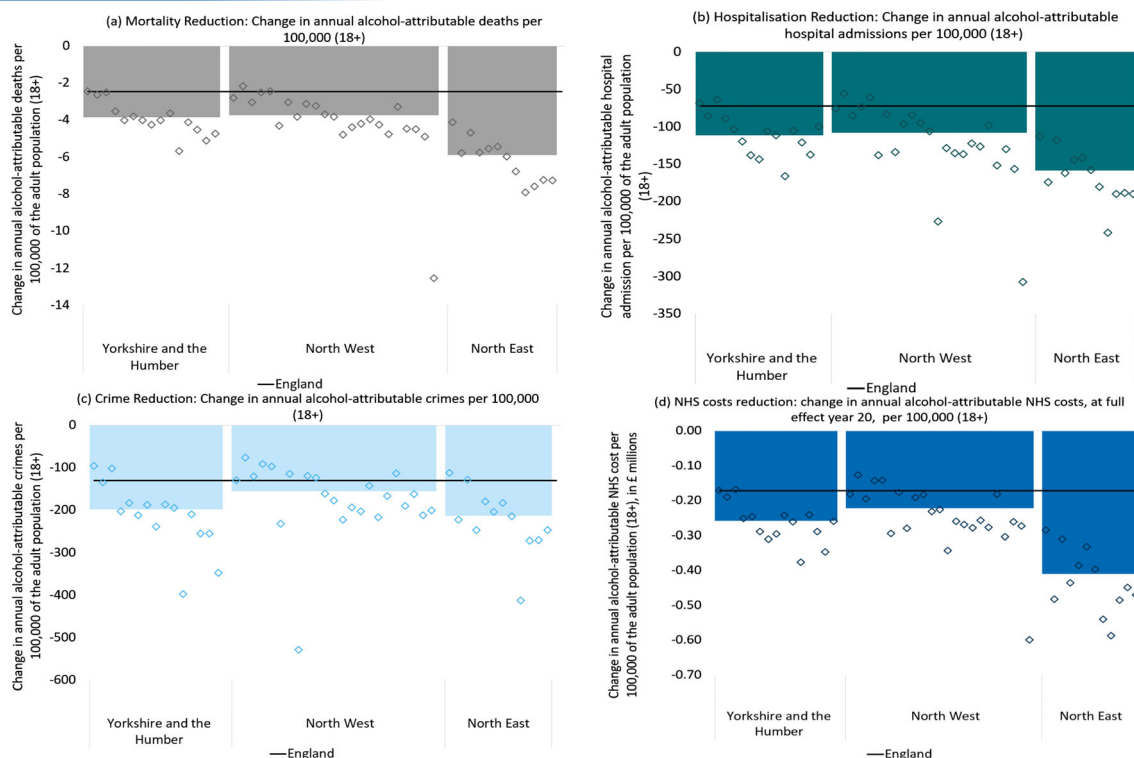 (a) Mortality Reduction: Change in annual alcohol-attributable deaths per
100,000 (18+)
Change in annual alcohol-attributable deaths per
100,000 of the adult population (18+)
0
-2
-4
-6
-8
-10
-12
-14
Yorkshire and the
Humber
North West
North East
England
(b) Hospitalisation Reduction: Change in annual alcohol-attributable
hospital admissions per 100,000 (18+)
Change in annual alcohol-attributable hospital
admission per 100,000 of the adult population
(18+)
0
-50
-100
-150
-200
-250
-300
-350
Yorkshire and the
Humber
North West
North East
England
(c) Crime Reduction: Change in annual alcohol-attributable crimes per 100,000
(18+)
Change in annual alcohol-attributable crimes per
100,000 of the adult population (18+)
0
-100
-200
-300
-400
-500
-600
Yorkshire and the
Humber
North West
North East
England
(d) NHS costs reduction: change in annual alcohol-attributable NHS costs, at full
effect year 20, per 100,000 (18+)
Change in annual alcohol-attributable NHS cost per
100,000 of the adult population (18+), in £ millions
0.00
-0.10
-0.20
-0.30
-0.40
-0.50
-0.60
-0.70
Yorkshire and the
Humber
North West
North East
England